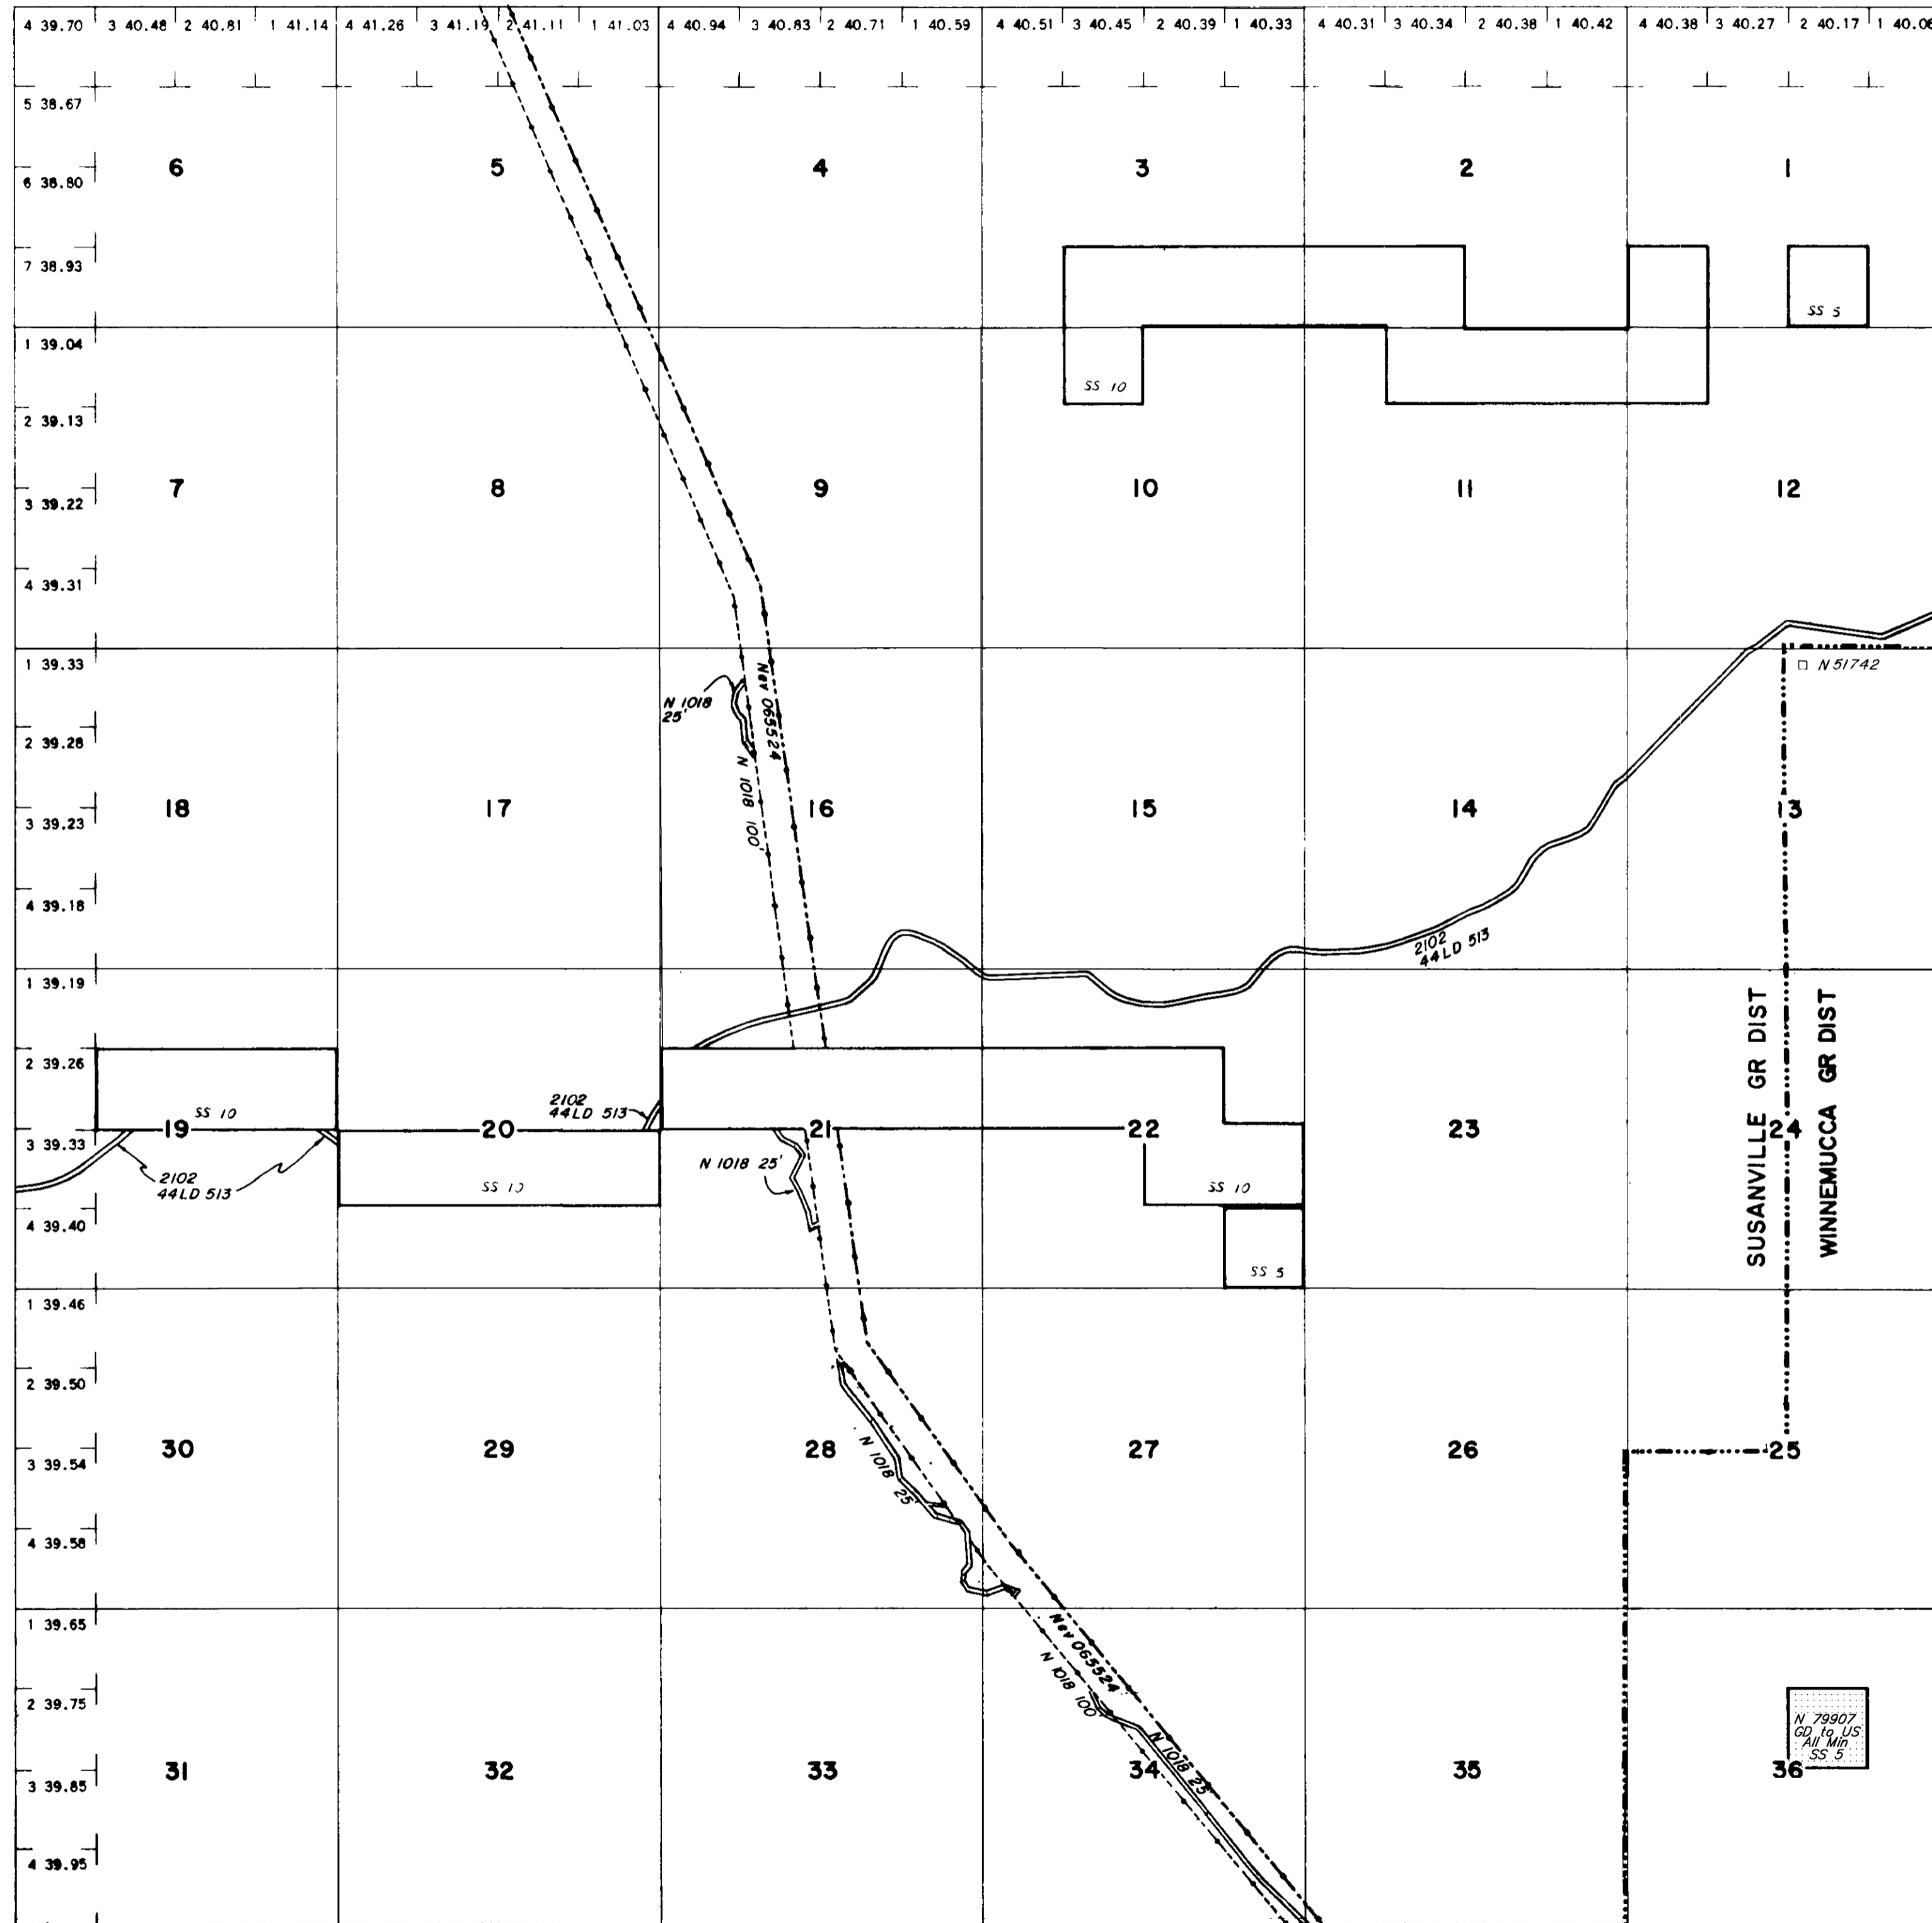 4 39.70 3 40.48 2 40.81 1 41.14 4 41.26 3 41.19 2 41.11 1 41.03 4 40.94 3 40.83 2 40.71 1 40.59 4 40.51 3 40.45 2 40.39 1 40.33 4 40.31 3 40.34 2 40.38 1 40.42 4 40.38 3 40.27 2 40.17 1 40.06
5 38.67
6 5 4 3 2 1
6 38.80
7 38.93
SS 5
1 39.04
SS 10
2 39.13
7 8 9 10 11 12
3 39.22
4 39.31
1 39.33
N 51742
N 1018
25'
Nev 065524
2 39.28
N 1018 100'
18 17 16 15 14 13
3 39.23
4 39.18
2102
44LD 513
1 39.19
SUSANVILLE GR DIST
WINNEMUCCA GR DIST
2 39.26
SS 10
2102
44LD 513
19 20 21 22 23 24
3 39.33
N 1018 25'
2102
44LD 513
SS 10
SS 10
4 39.40
SS 5
1 39.46
2 39.50
30 29 28 27 26 25
3 39.54
N 1018 25'
4 39.58
1 39.65
Nev 065524
N 1018 100'
2 39.75
N 1018 25'
N 79907
GD to US
All Min
SS 5
31 32 33 34 35 36
3 39.85
4 39.95